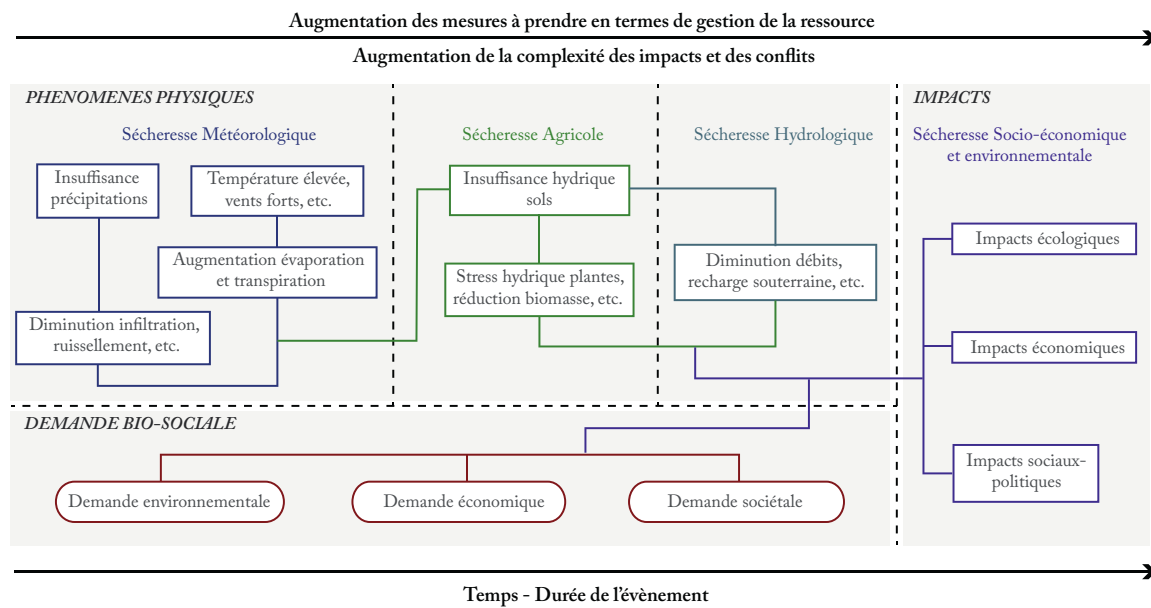 Augmentation des mesures à prendre en termes de gestion de la ressource
Augmentation de la complexité des impacts et des conflits
PHENOMENES PHYSIQUES
IMPACTS
Sécheresse Météorologique
Sécheresse Agricole
Sécheresse Hydrologique
Sécheresse Socio-économique
et environnementale
Insuffisance
précipitations
Température élevée,
vents forts, etc.
Insuffisance hydrique
sols
Augmentation évaporation
et transpiration
Diminution infiltration,
ruissellement, etc.
Stress hydrique plantes,
réduction biomasse, etc.
Diminution débits,
recharge souterraine, etc.
Impacts écologiques
Impacts économiques
Impacts sociaux-
politiques
DEMANDE BIO-SOCIALE
Demande environnementale
Demande économique
Demande sociétale
Temps - Durée de l'évènement